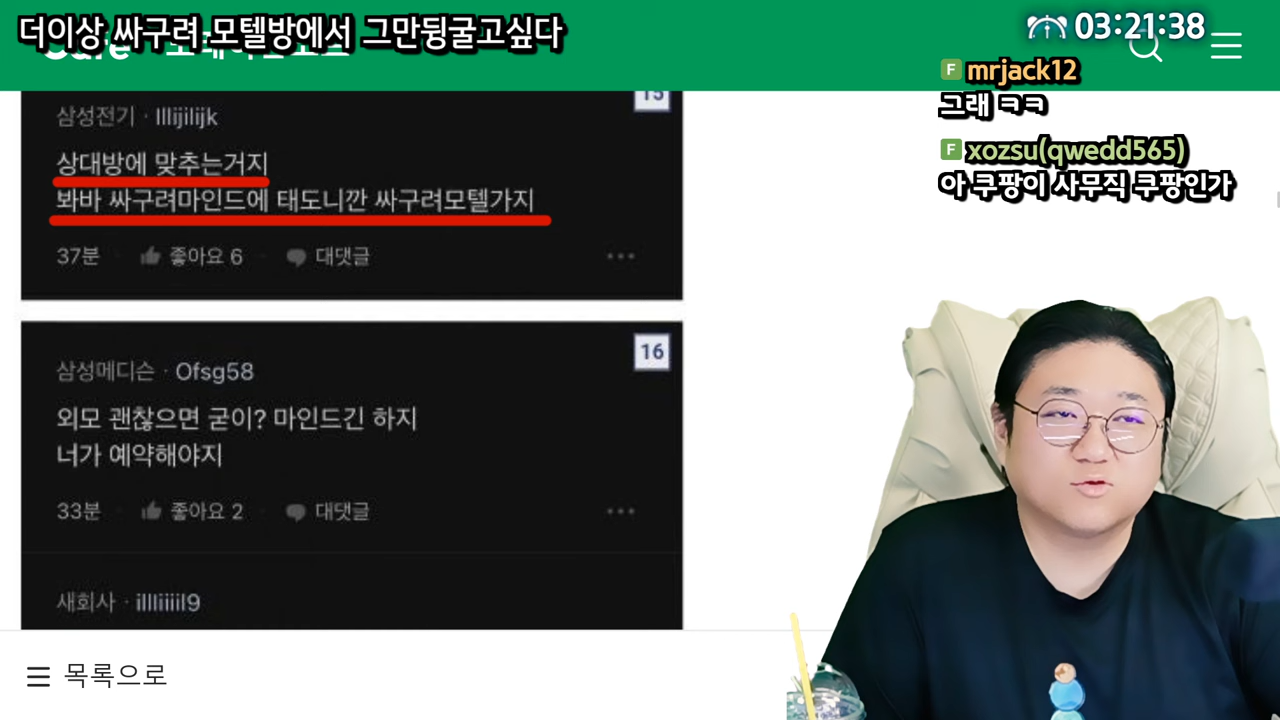 더이상 싸구려 모텔방에서 그만뒹굴고싶다
03:21:38
F mrjack12
그래 ㅋㅋ
F xozsu(qwedd565)
아 쿠팡이 사무직 쿠팡인가
15
삼성전기 · lllijilijk
상대방에 맞추는거지
봐바 싸구려마인드에 태도니깐 싸구려모텔가지
37분 · 좋아요 6 · 대댓글
16
삼성메디슨 · Ofsg58
외모 괜찮으면 굳이? 마인드긴 하지
너가 예약해야지
33분 · 좋아요 2 · 대댓글
새회사 · illliiiil9
목록으로